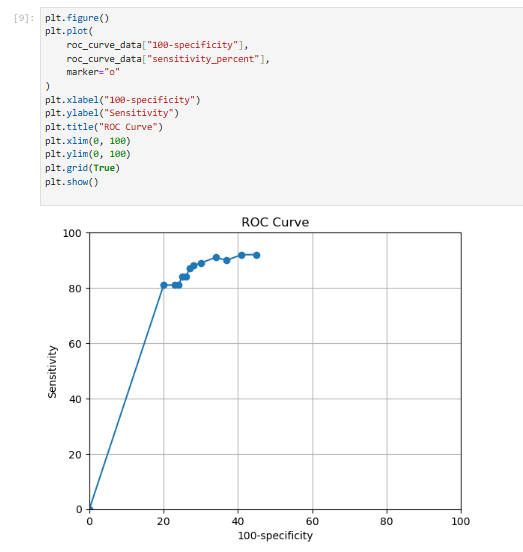 [9]:
plt.figure()
plt.plot(
    roc_curve_data["100-specificity"],
    roc_curve_data["sensitivity_percent"],
    marker="o"
)
plt.xlabel("100-specificity")
plt.ylabel("Sensitivity")
plt.title("ROC Curve")
plt.xlim(0, 100)
plt.ylim(0, 100)
plt.grid(True)
plt.show()
ROC Curve
100
80
60
40
20
0
Sensitivity
0 20 40 60 80 100
100-specificity